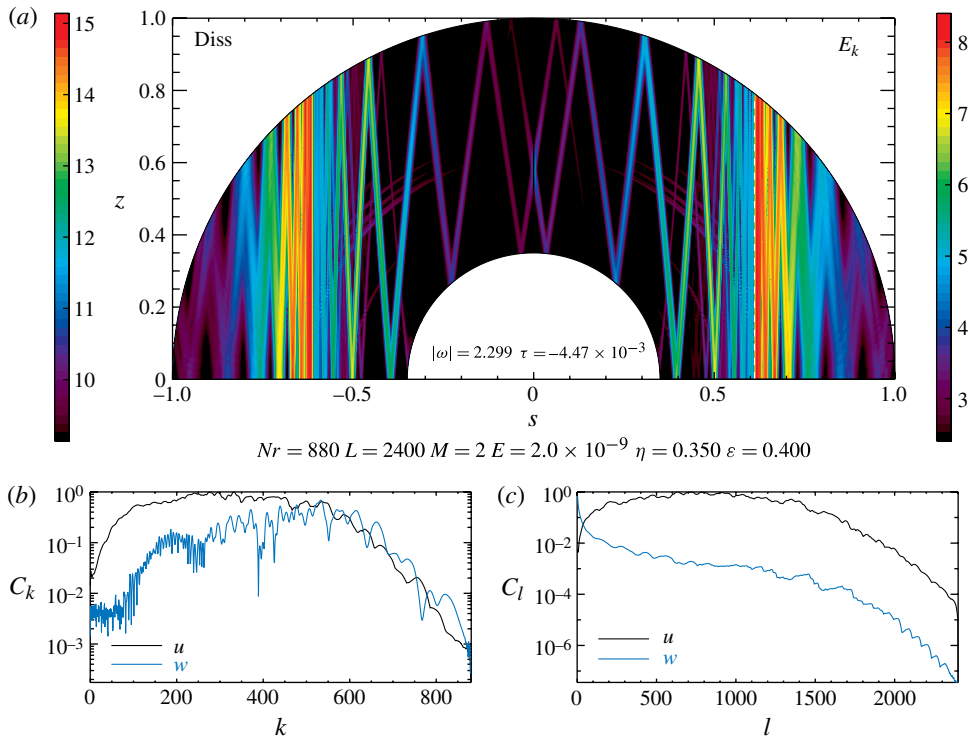 (a)
15
14
13
12
11
10
Diss
E_k
1.0
0.8
0.6
0.4
0.2
0
z
−1.0 −0.5 0 0.5 1.0
s
|ω| = 2.299 τ = −4.47 × 10⁻³
8
7
6
5
4
3
Nr = 880 L = 2400 M = 2 E = 2.0 × 10⁻⁹ η = 0.350 ε = 0.400
(b)
10⁰
10⁻¹
10⁻²
10⁻³
C_k
u
w
0 200 400 600 800
k
(c)
10⁰
10⁻²
10⁻⁴
10⁻⁶
C_l
u
w
0 500 1000 1500 2000
l